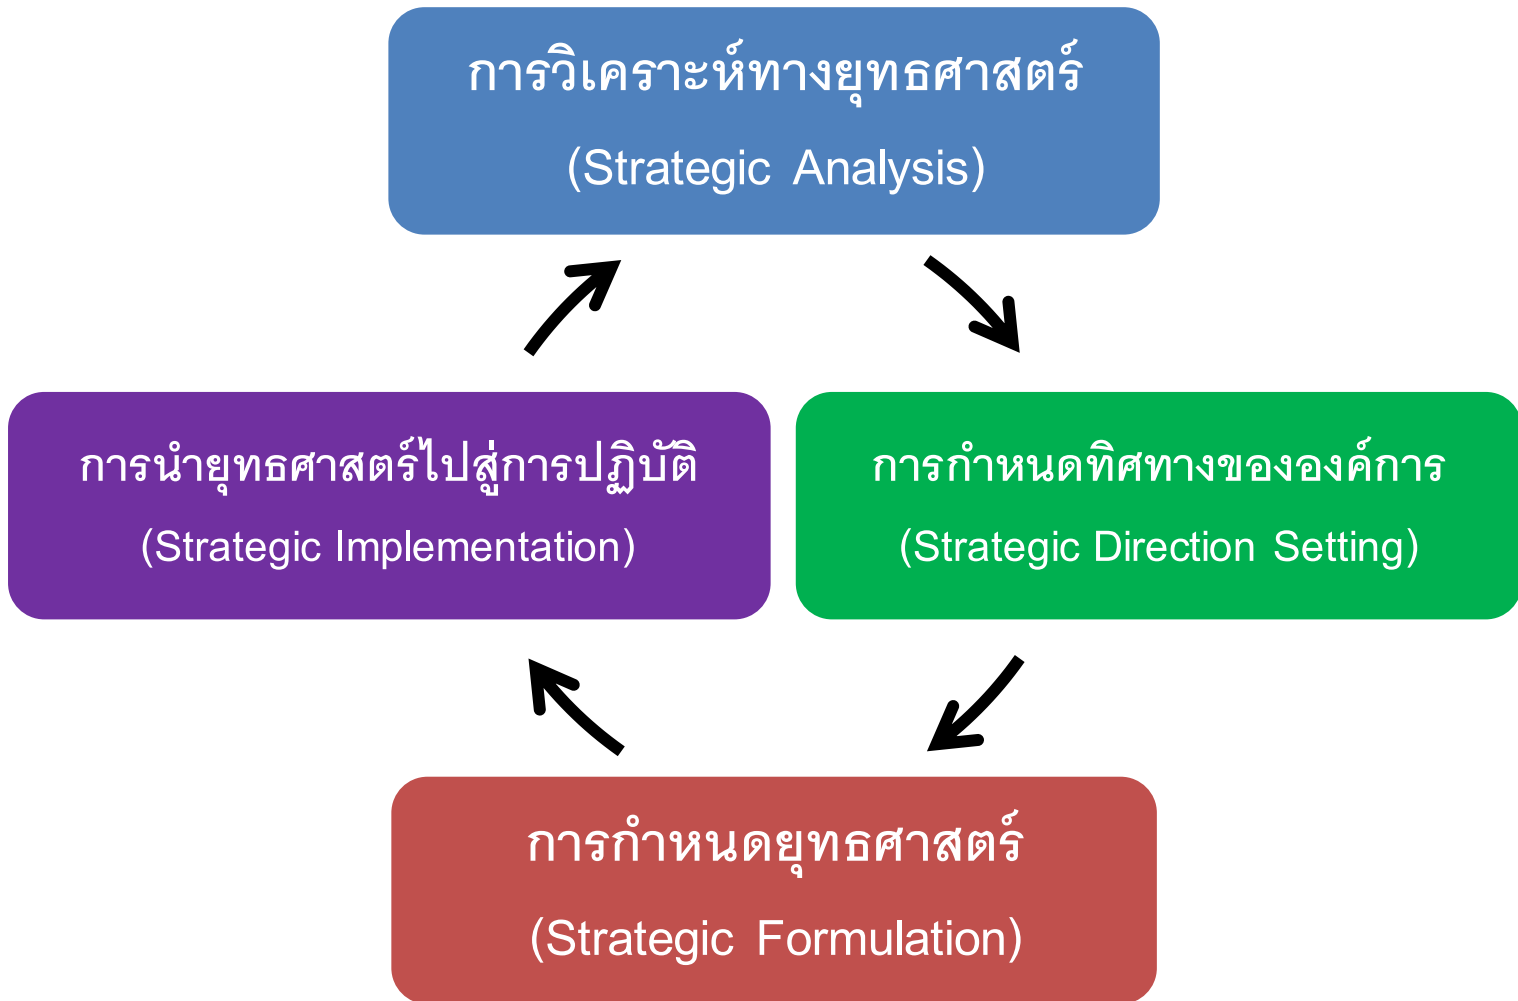 การวิเคราะห์ทางยุทธศาสตร์
(Strategic Analysis)
การนำยุทธศาสตร์ไปสู่การปฏิบัติ
(Strategic Implementation)
การกำหนดทิศทางขององค์การ
(Strategic Direction Setting)
การกำหนดยุทธศาสตร์
(Strategic Formulation)